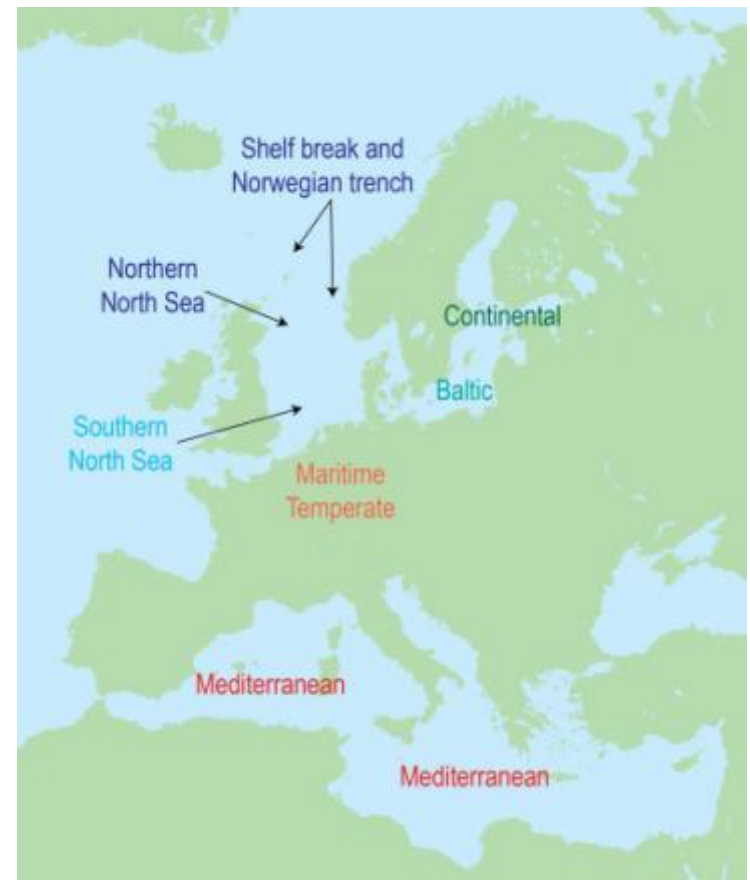 Shelf break and
Norwegian trench
Northern
North Sea
Continental
Baltic
Southern
North Sea
Maritime
Temperate
Mediterranean
Mediterranean